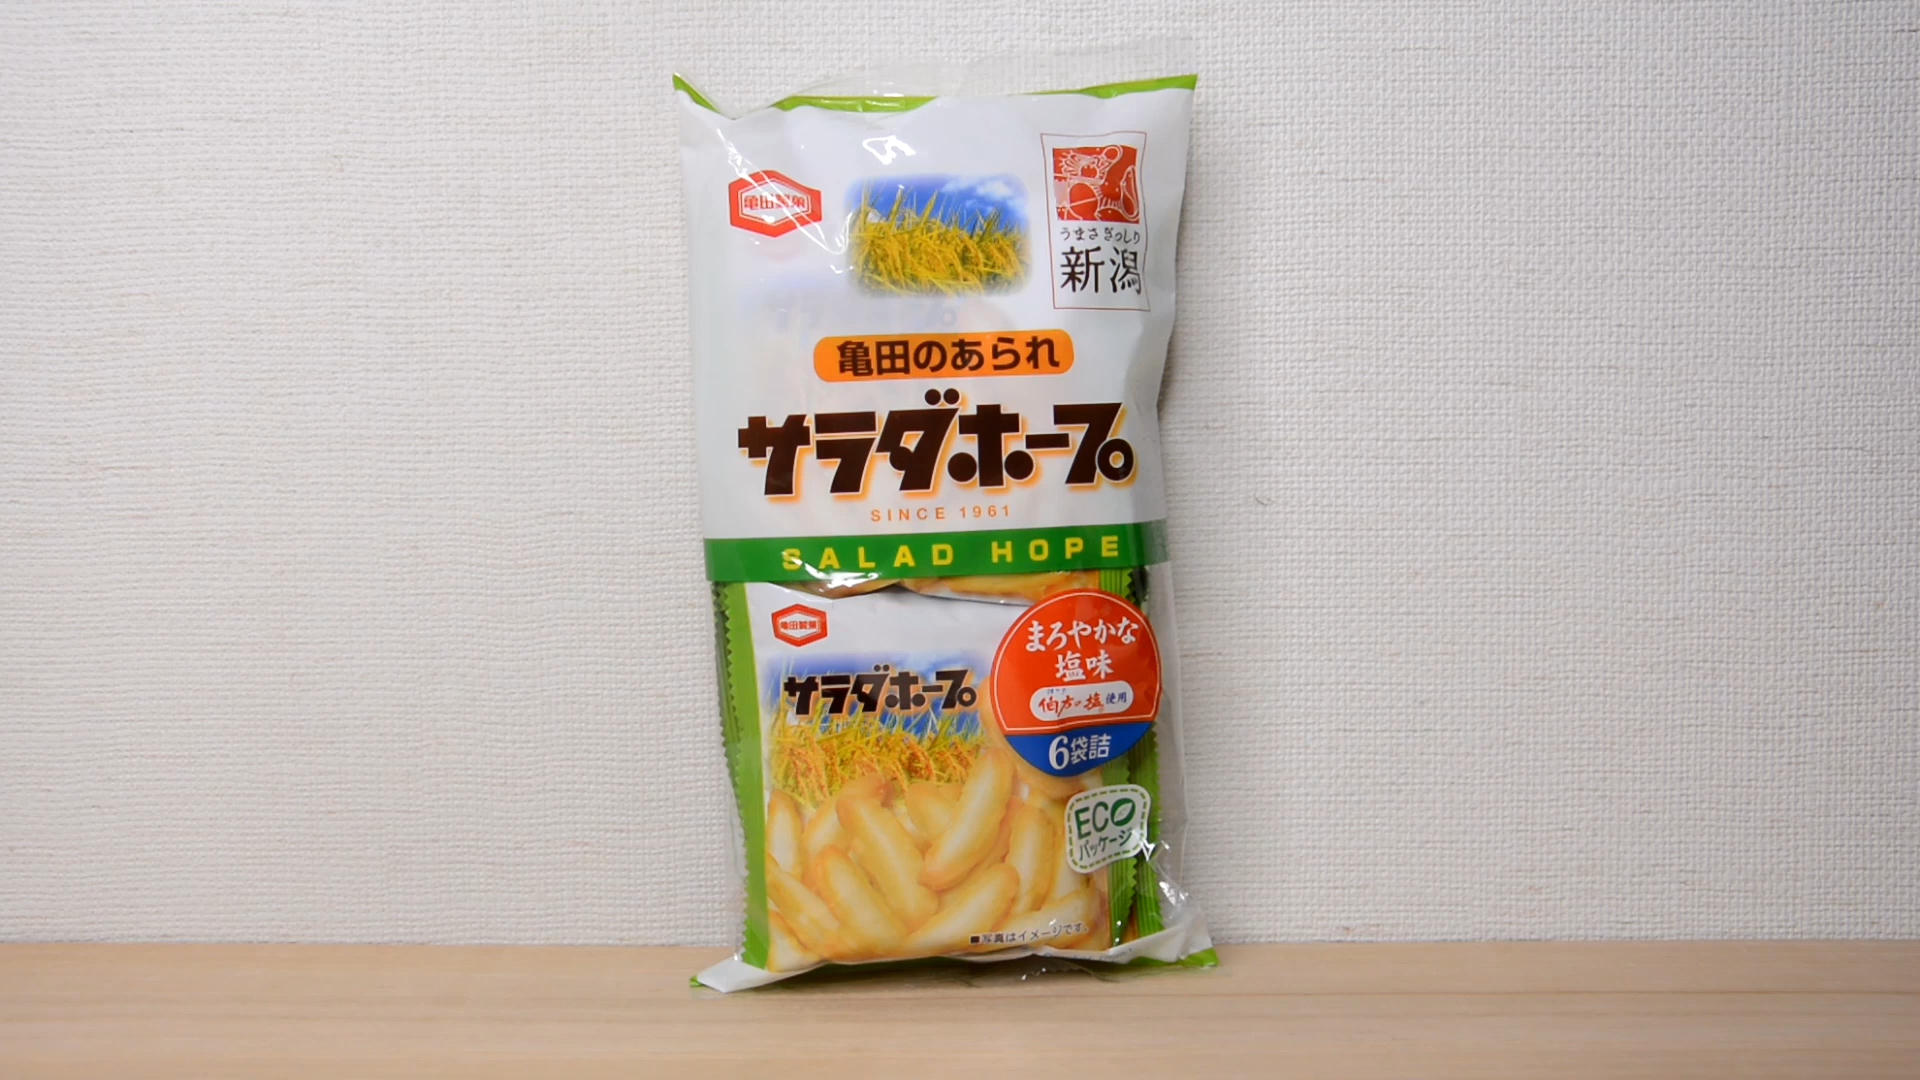 亀田製菓
うまさぎっしり
新潟
亀田のあられ
サラダホープ
SINCE 1961
SALAD HOPE
亀田製菓
サラダホープ
まろやかな
塩味
伯方の塩 使用
6袋詰
ECO
パッケージ
■写真はイメージです。